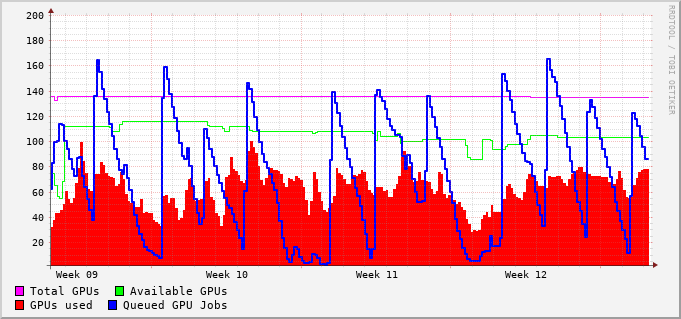 200
180
160
140
120
100
80
60
40
20
Week 09 Week 10 Week 11 Week 12
Total GPUs Available GPUs
GPUs used Queued GPU Jobs
RRDTOOL / TOBI OETIKER